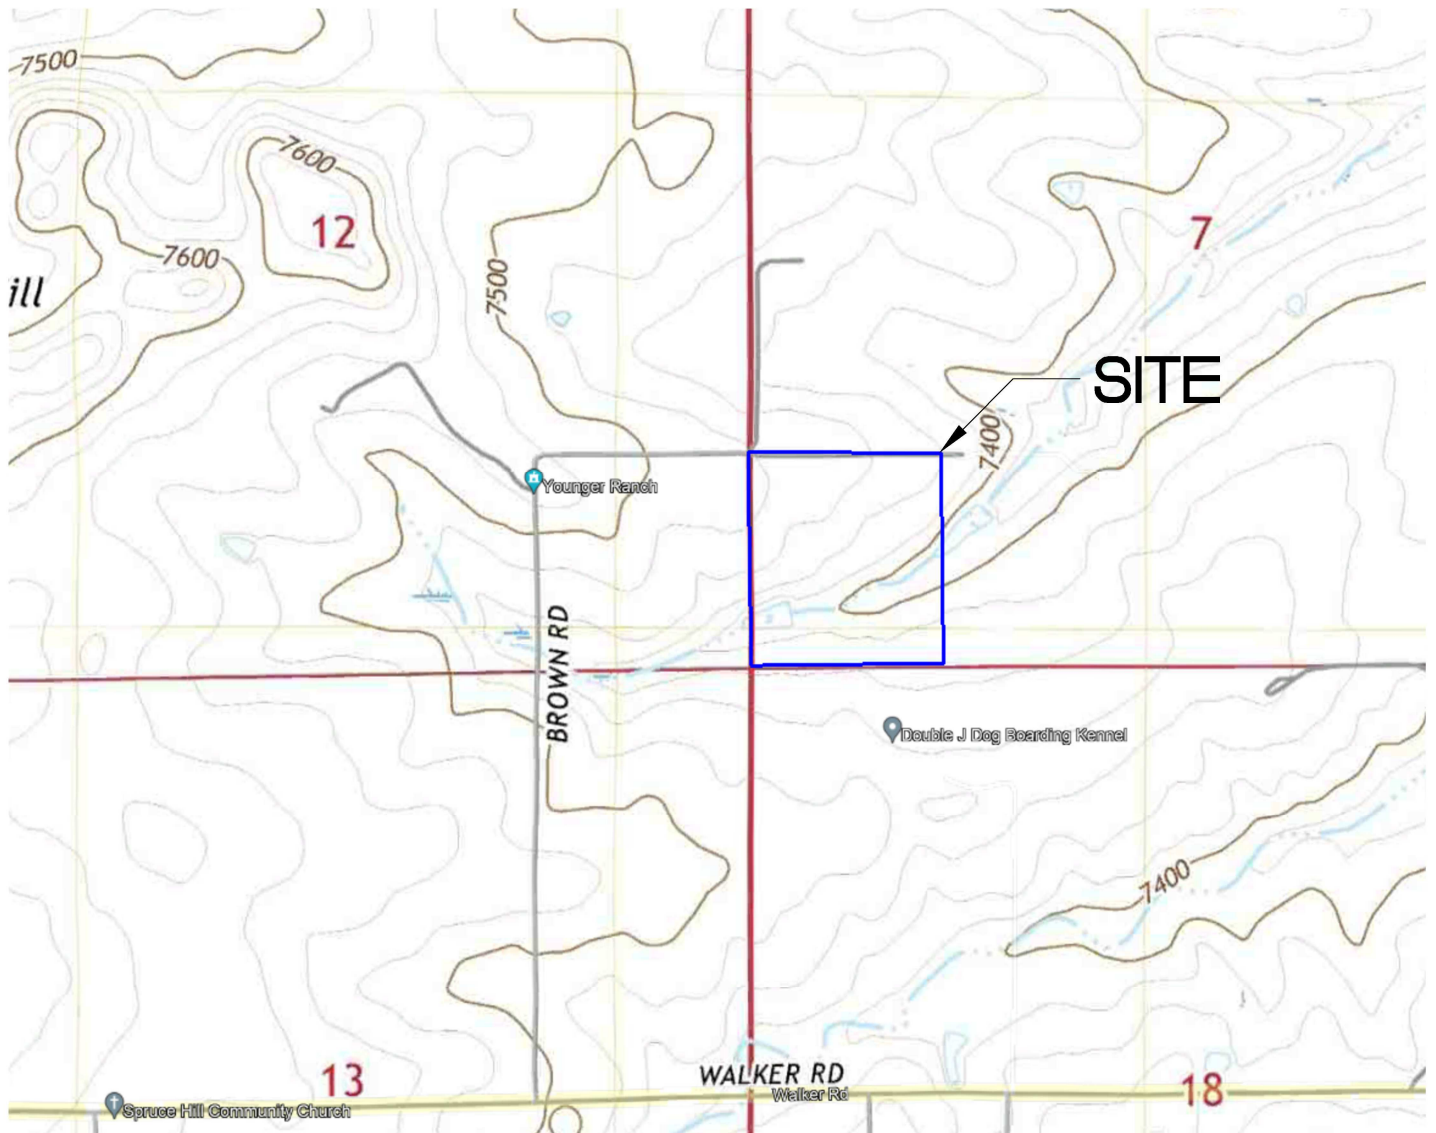 7500
7600
12
7
7600
ill
7500
SITE
7400
Younger Ranch
BROWN RD
Double J Dog Boarding Kennel
7400
13
WALKER RD
Walker Rd
18
Spruce Hill Community Church